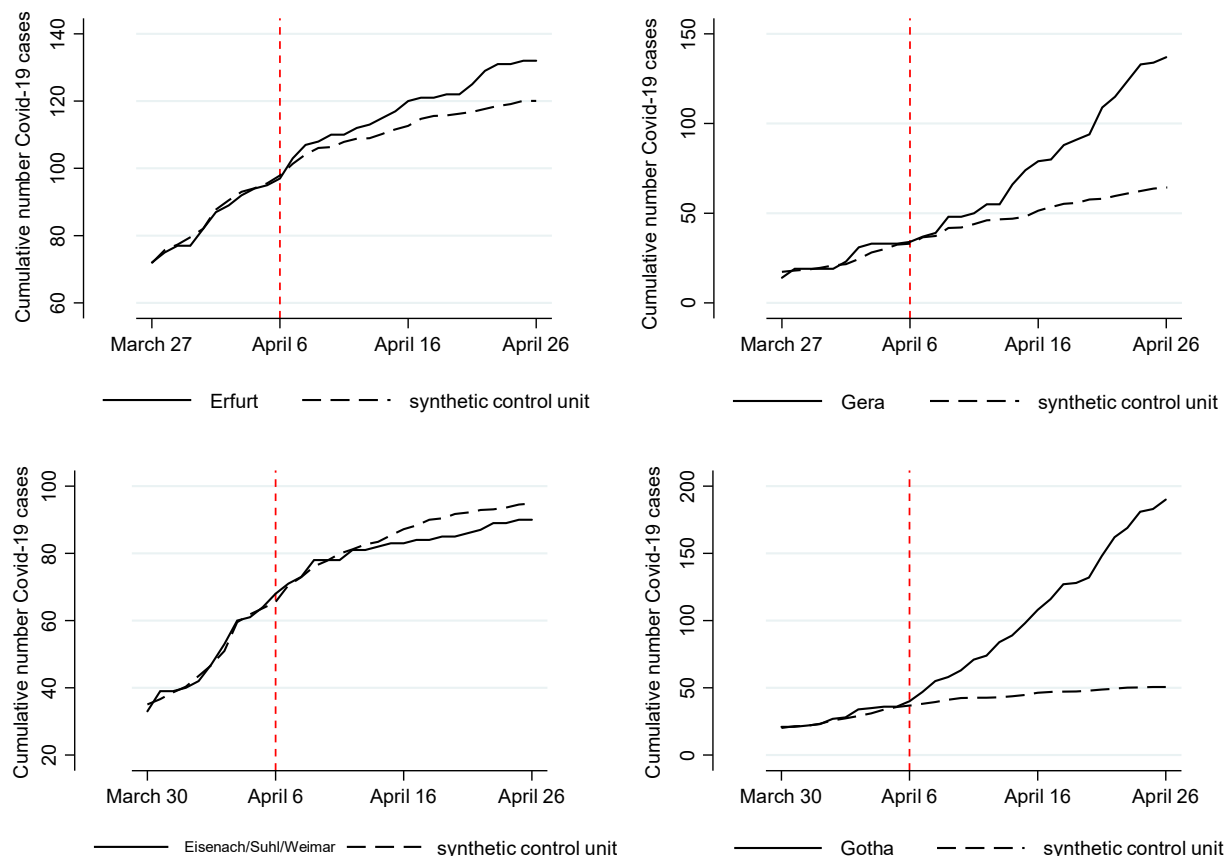 Cumulative number Covid-19 cases
140
120
100
80
60
March 27 April 6 April 16 April 26
Erfurt synthetic control unit
Cumulative number Covid-19 cases
150
100
50
0
March 27 April 6 April 16 April 26
Gera synthetic control unit
Cumulative number Covid-19 cases
100
80
60
40
20
March 30 April 6 April 16 April 26
Eisenach/Suhl/Weimar synthetic control unit
Cumulative number Covid-19 cases
200
150
100
50
0
March 30 April 6 April 16 April 26
Gotha synthetic control unit